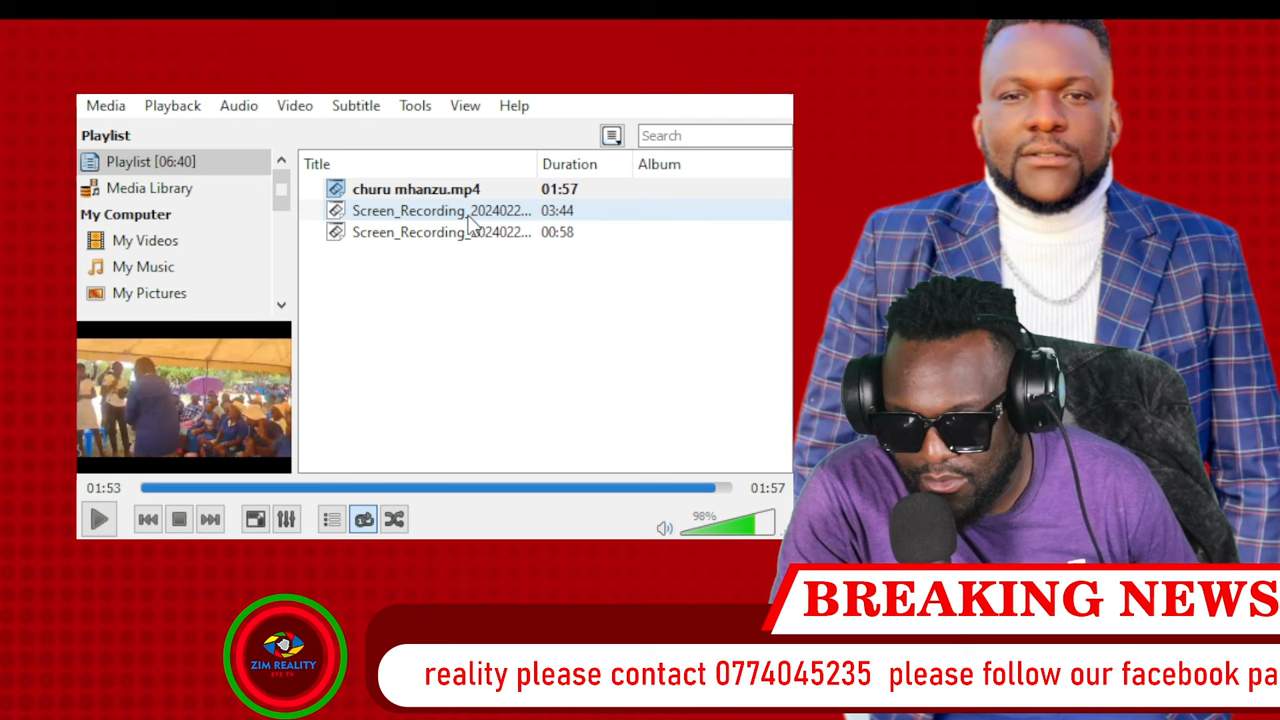 Media Playback Audio Video Subtitle Tools View Help
Playlist
Search
Playlist [06:40]
Media Library
My Computer
My Videos
My Music
My Pictures
Title Duration Album
churu mhanzu.mp4 01:57
Screen_Recording_2024022... 03:44
Screen_Recording_2024022... 00:58
01:53 01:57
98%
BREAKING NEWS
ZIM REALITY
EYE TV
reality please contact 0774045235 please follow our facebook pa